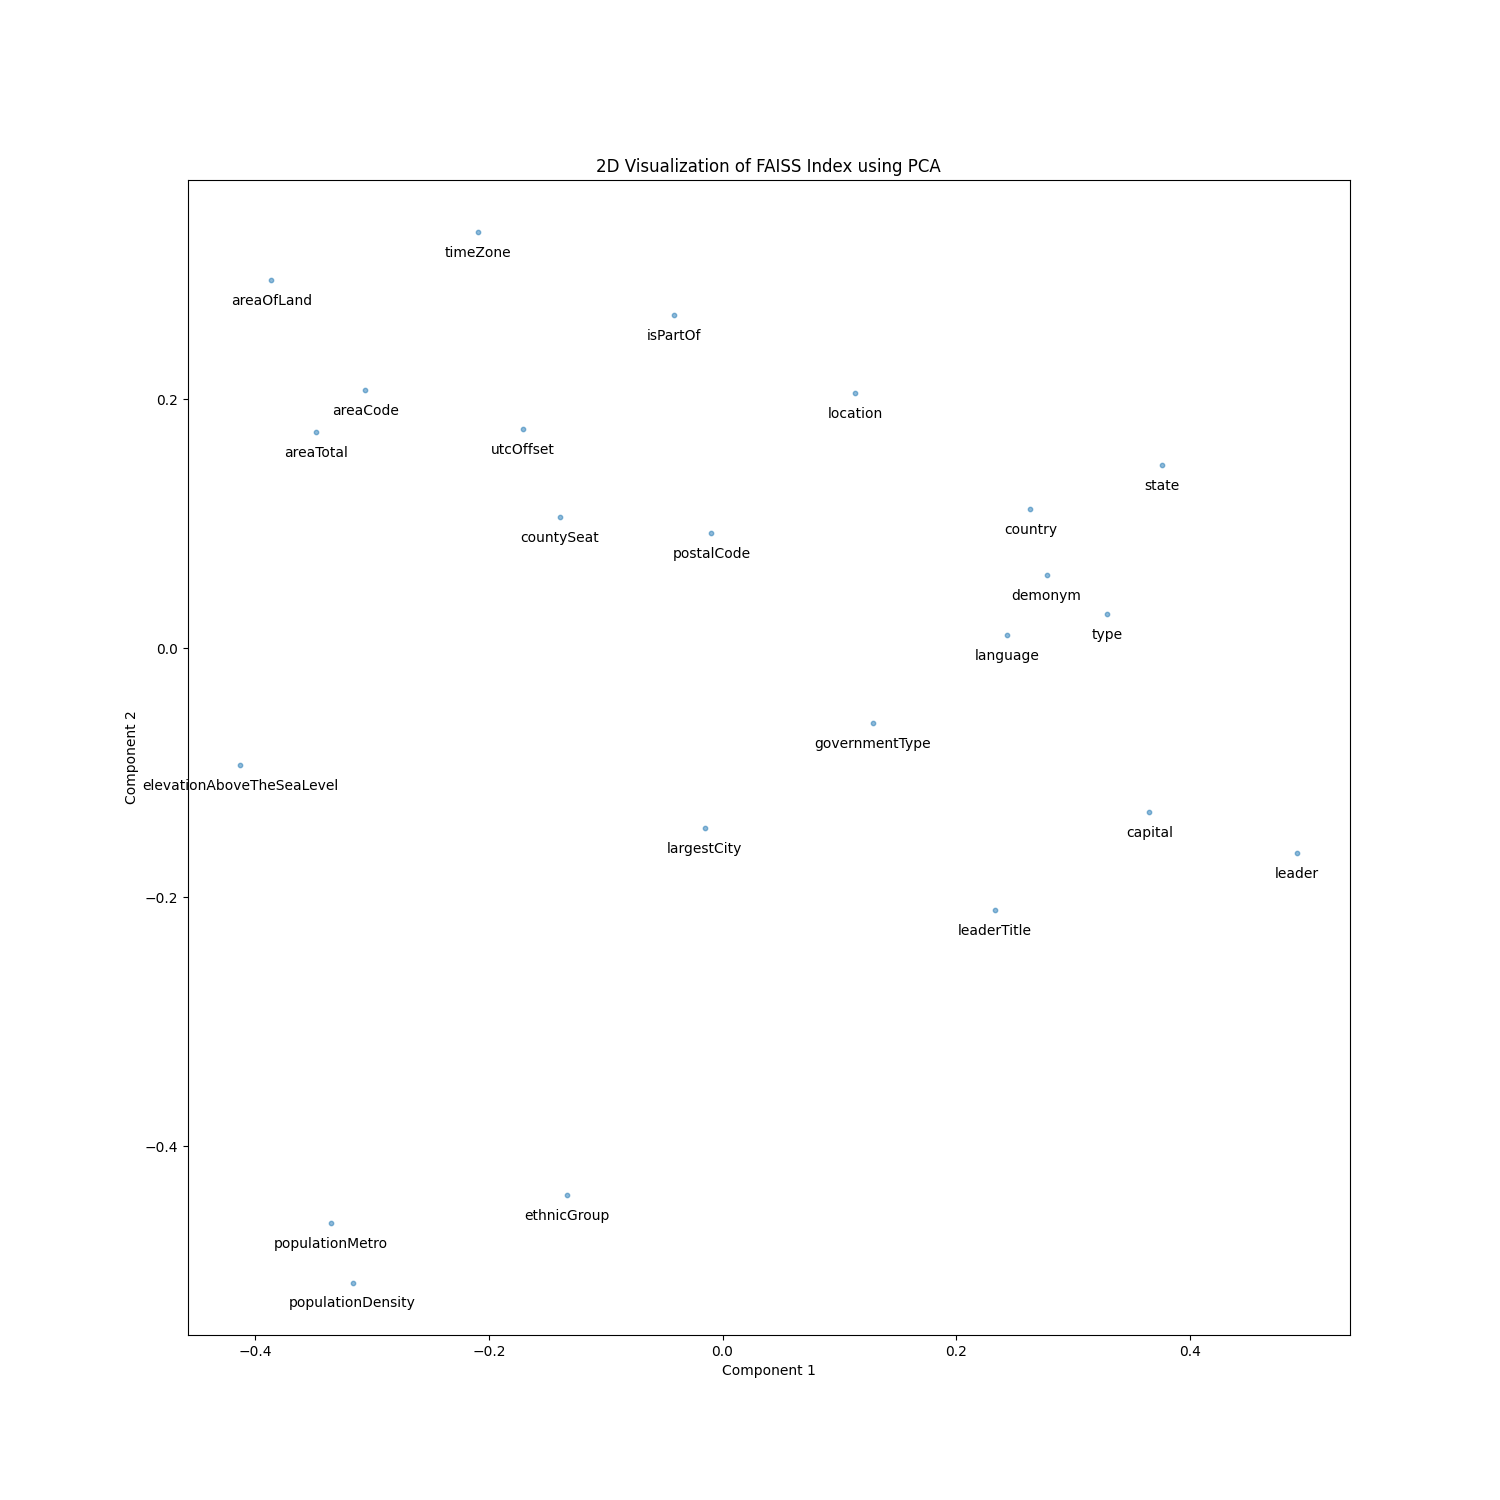 2D Visualization of FAISS Index using PCA
timeZone
areaOfLand
isPartOf
0.2
areaCode
location
areaTotal
utcOffset
state
country
countySeat
postalCode
demonym
type
0.0
language
governmentType
Component 2
elevationAboveTheSeaLevel
capital
largestCity
leader
−0.2
leaderTitle
−0.4
ethnicGroup
populationMetro
populationDensity
−0.4 −0.2 0.0 0.2 0.4
Component 1